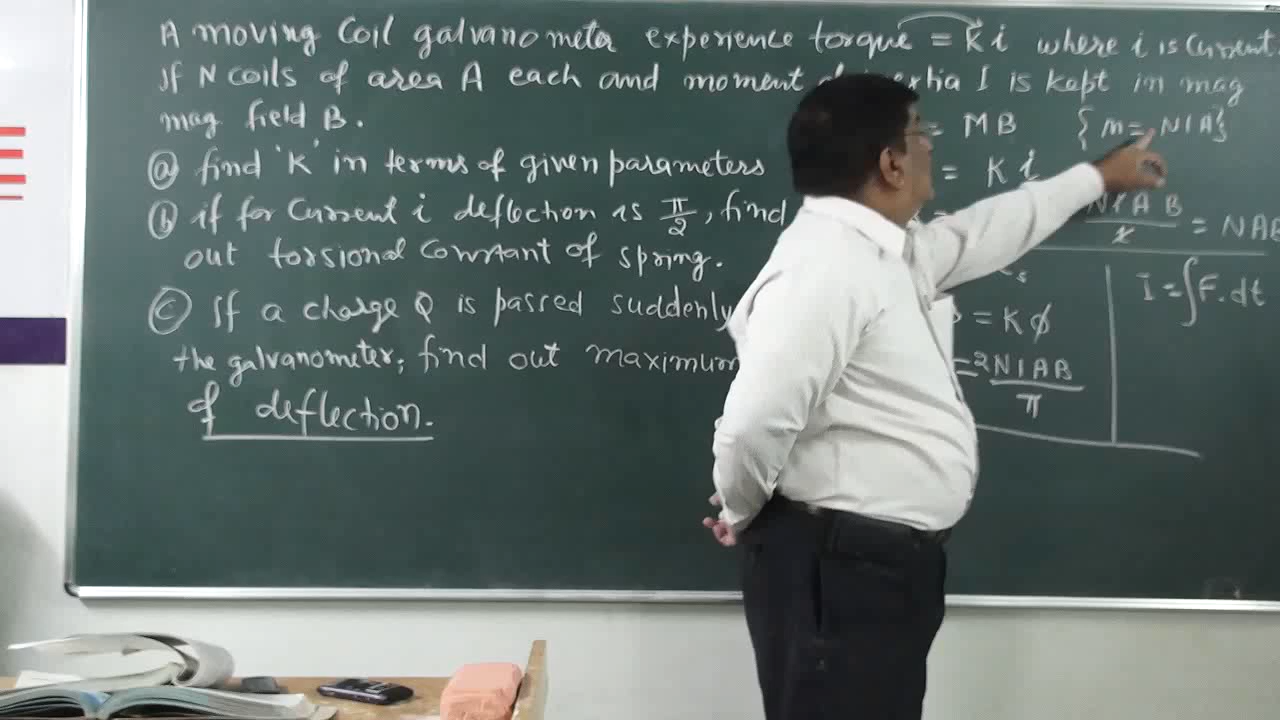 A moving Coil galvanometer experience torque = Ki where i is Current.
If N coils of area A each and moment inertia I is kept in mag
mag field B.
= MB { M = NIA}
(a) find 'K' in terms of given parameters
= Ki
(b) if for Current i deflection is π/2, find
out torsional Constant of spring.
NiAB/i = NAB
(c) If a charge Q is passed suddenly
the galvanometer, find out maximum
of deflection.
= Kϕ
= 2NIAB/π
I = ∫F.dt